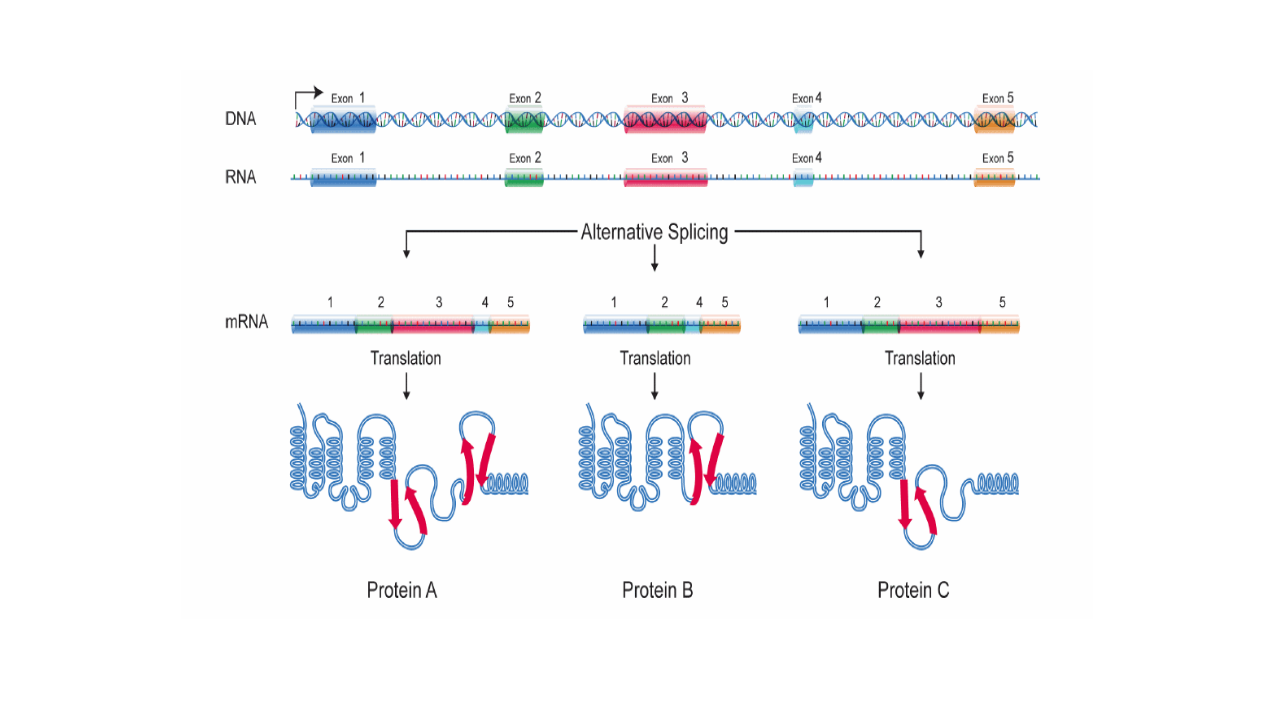 Exon 1 Exon 2 Exon 3 Exon 4 Exon 5
DNA
Exon 1 Exon 2 Exon 3 Exon 4 Exon 5
RNA
Alternative Splicing
1 2 3 4 5 1 2 4 5 1 2 3 5
mRNA
Translation Translation Translation
Protein A Protein B Protein C